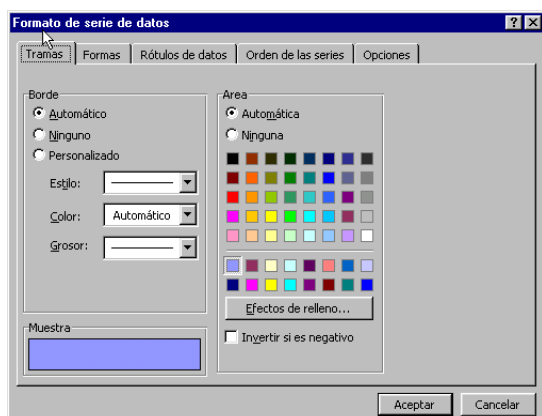 Formato de serie de datos
Tramas Formas Rótulos de datos Orden de las series Opciones
Borde
Automático
Ninguno
Personalizado
Estilo:
Color: Automático
Grosor:
Muestra
Area
Automática
Ninguna
Efectos de relleno...
Invertir si es negativo
Aceptar Cancelar